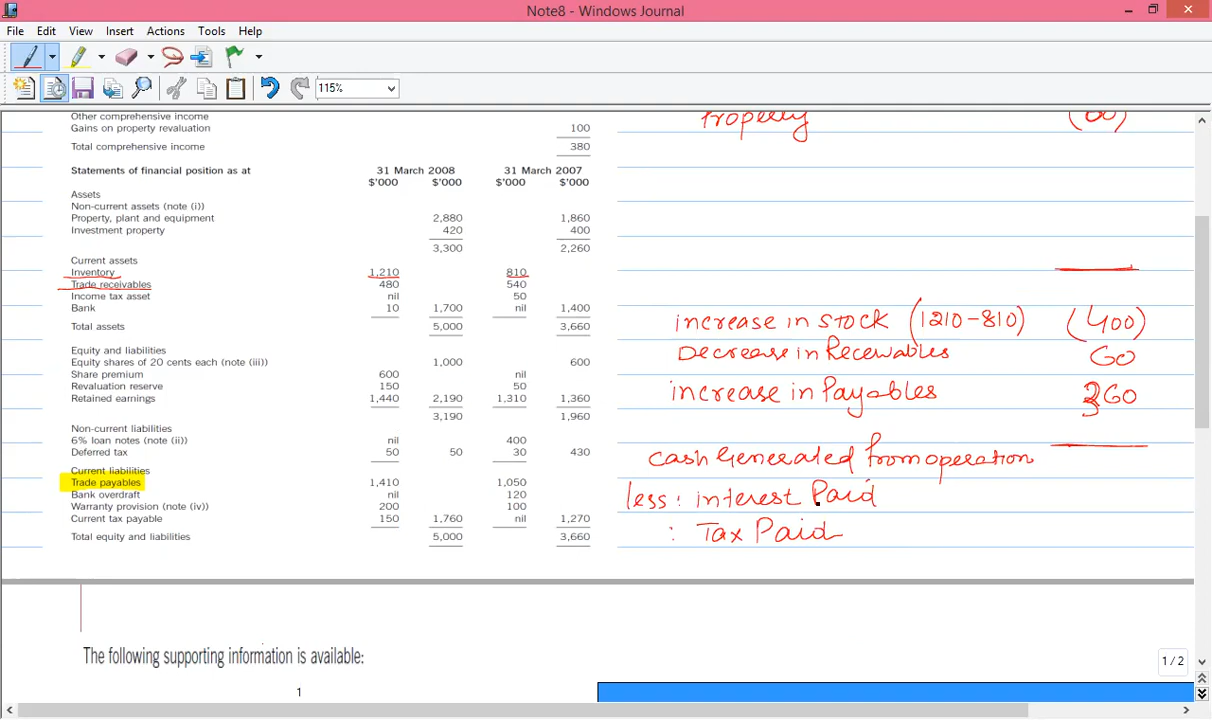 Note8 - Windows Journal
File Edit View Insert Actions Tools Help
115%
Other comprehensive income
Gains on property revaluation 100
Total comprehensive income 380
Statements of financial position as at 31 March 2008 31 March 2007
$'000 $'000 $'000 $'000
Assets
Non-current assets (note (i))
Property, plant and equipment 2,880 1,860
Investment property 420 400
3,300 2,260
Current assets
Inventory 1,210 810
Trade receivables 480 540
Income tax asset nil 50
Bank 10 1,700 nil 1,400
Total assets 5,000 3,660
Equity and liabilities
Equity shares of 20 cents each (note (iii)) 1,000 600
Share premium 600 nil
Revaluation reserve 150 50
Retained earnings 1,440 2,190 1,310 1,360
3,190 1,960
Non-current liabilities
6% loan notes (note (ii)) nil 400
Deferred tax 50 50 30 430
Current liabilities
Trade payables 1,410 1,050
Bank overdraft nil 120
Warranty provision (note (iv)) 200 100
Current tax payable 150 1,760 nil 1,270
Total equity and liabilities 5,000 3,660
Property
increase in STOCK (1210-810) (400)
Decrease in Receivables 60
increase in Payables 360
cash Generated from operation
less: interest Paid
: Tax Paid
The following supporting information is available:
1
1 / 2